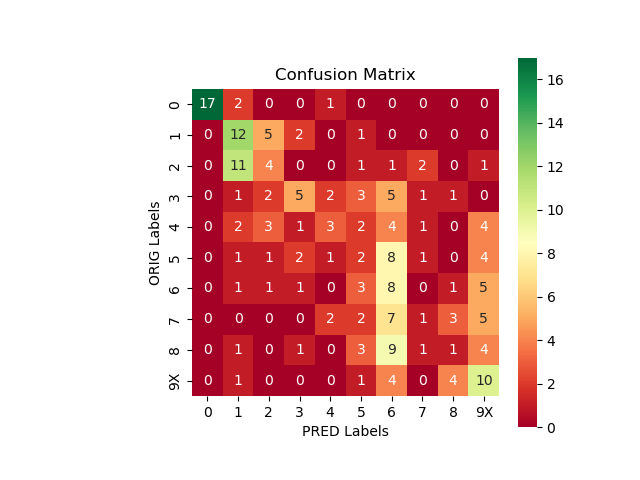 Confusion Matrix
ORIG Labels
0 17 2 0 0 1 0 0 0 0 0
1 0 12 5 2 0 1 0 0 0 0
2 0 11 4 0 0 1 1 2 0 1
3 0 1 2 5 2 3 5 1 1 0
4 0 2 3 1 3 2 4 1 0 4
5 0 1 1 2 1 2 8 1 0 4
6 0 1 1 1 0 3 8 0 1 5
7 0 0 0 0 2 2 7 1 3 5
8 0 1 0 1 0 3 9 1 1 4
9X 0 1 0 0 0 1 4 0 4 10
0 1 2 3 4 5 6 7 8 9X
PRED Labels
16
14
12
10
8
6
4
2
0